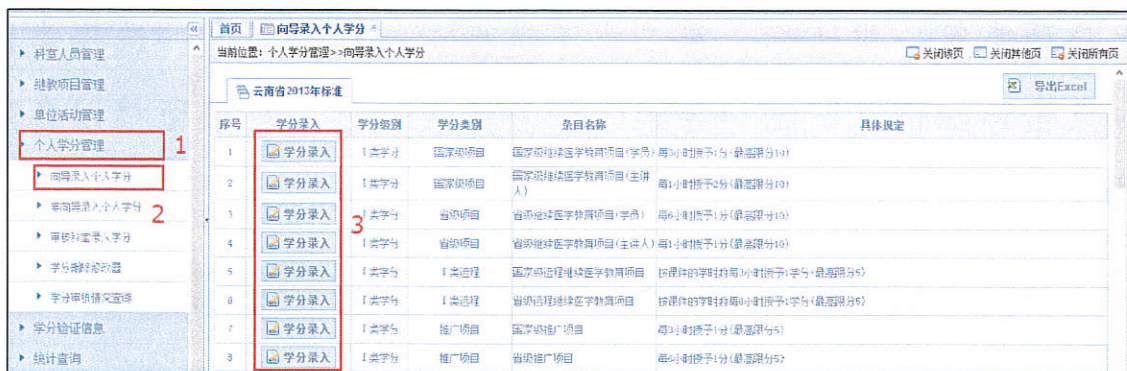 首页 向导录入个人学分
当前位置：个人学分管理>>向导录入个人学分 关闭该页 关闭其他页 关闭所有页
科室人员管理
继教项目管理
单位活动管理
个人学分管理 1
向导录入个人学分
非向导录入个人学分 2
审核科室录入学分
学分删除修改器
学分审核情况查询
学分验证信息
统计查询
云南省2013年标准 导出Excel
序号 学分录入 学分级别 学分类别 条目名称 具体规定
1 学分录入 I类学分 国家级项目 国家级继续医学教育项目(学员) 每3小时授予1分(最高限分10)
2 学分录入 I类学分 国家级项目 国家级继续医学教育项目(主讲人) 每1小时授予2分(最高限分10)
3 学分录入 I类学分 省级项目 省级继续医学教育项目(学员) 每6小时授予1分(最高限分10)
3
4 学分录入 I类学分 省级项目 省级继续医学教育项目(主讲人) 每1小时授予1分(最高限分10)
5 学分录入 I类学分 I类远程 国家级远程继续医学教育项目 按课件的学时数每3小时授予1学分(最高限分5)
6 学分录入 I类学分 I类远程 省级远程继续医学教育项目 按课件的学时数每6小时授予1学分(最高限分5)
7 学分录入 I类学分 推广项目 国家级推广项目 每3小时授予1分(最高限分5)
8 学分录入 I类学分 推广项目 省级推广项目 每6小时授予1分(最高限分5)